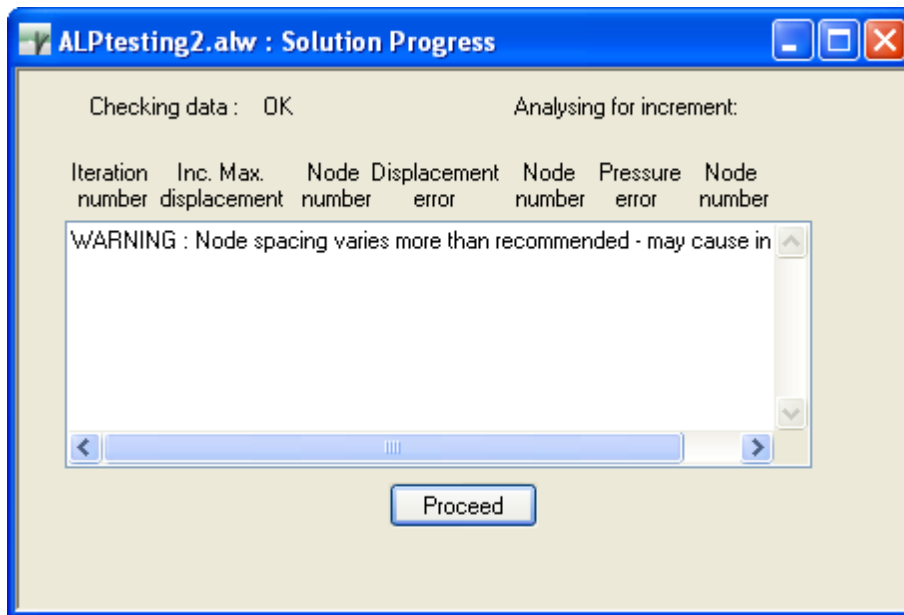 ALPtesting2.alw : Solution Progress
Checking data : OK Analysing for increment:
Iteration Inc. Max. Node Displacement Node Pressure Node
number displacement number error number error number
WARNING : Node spacing varies more than recommended - may cause in
Proceed